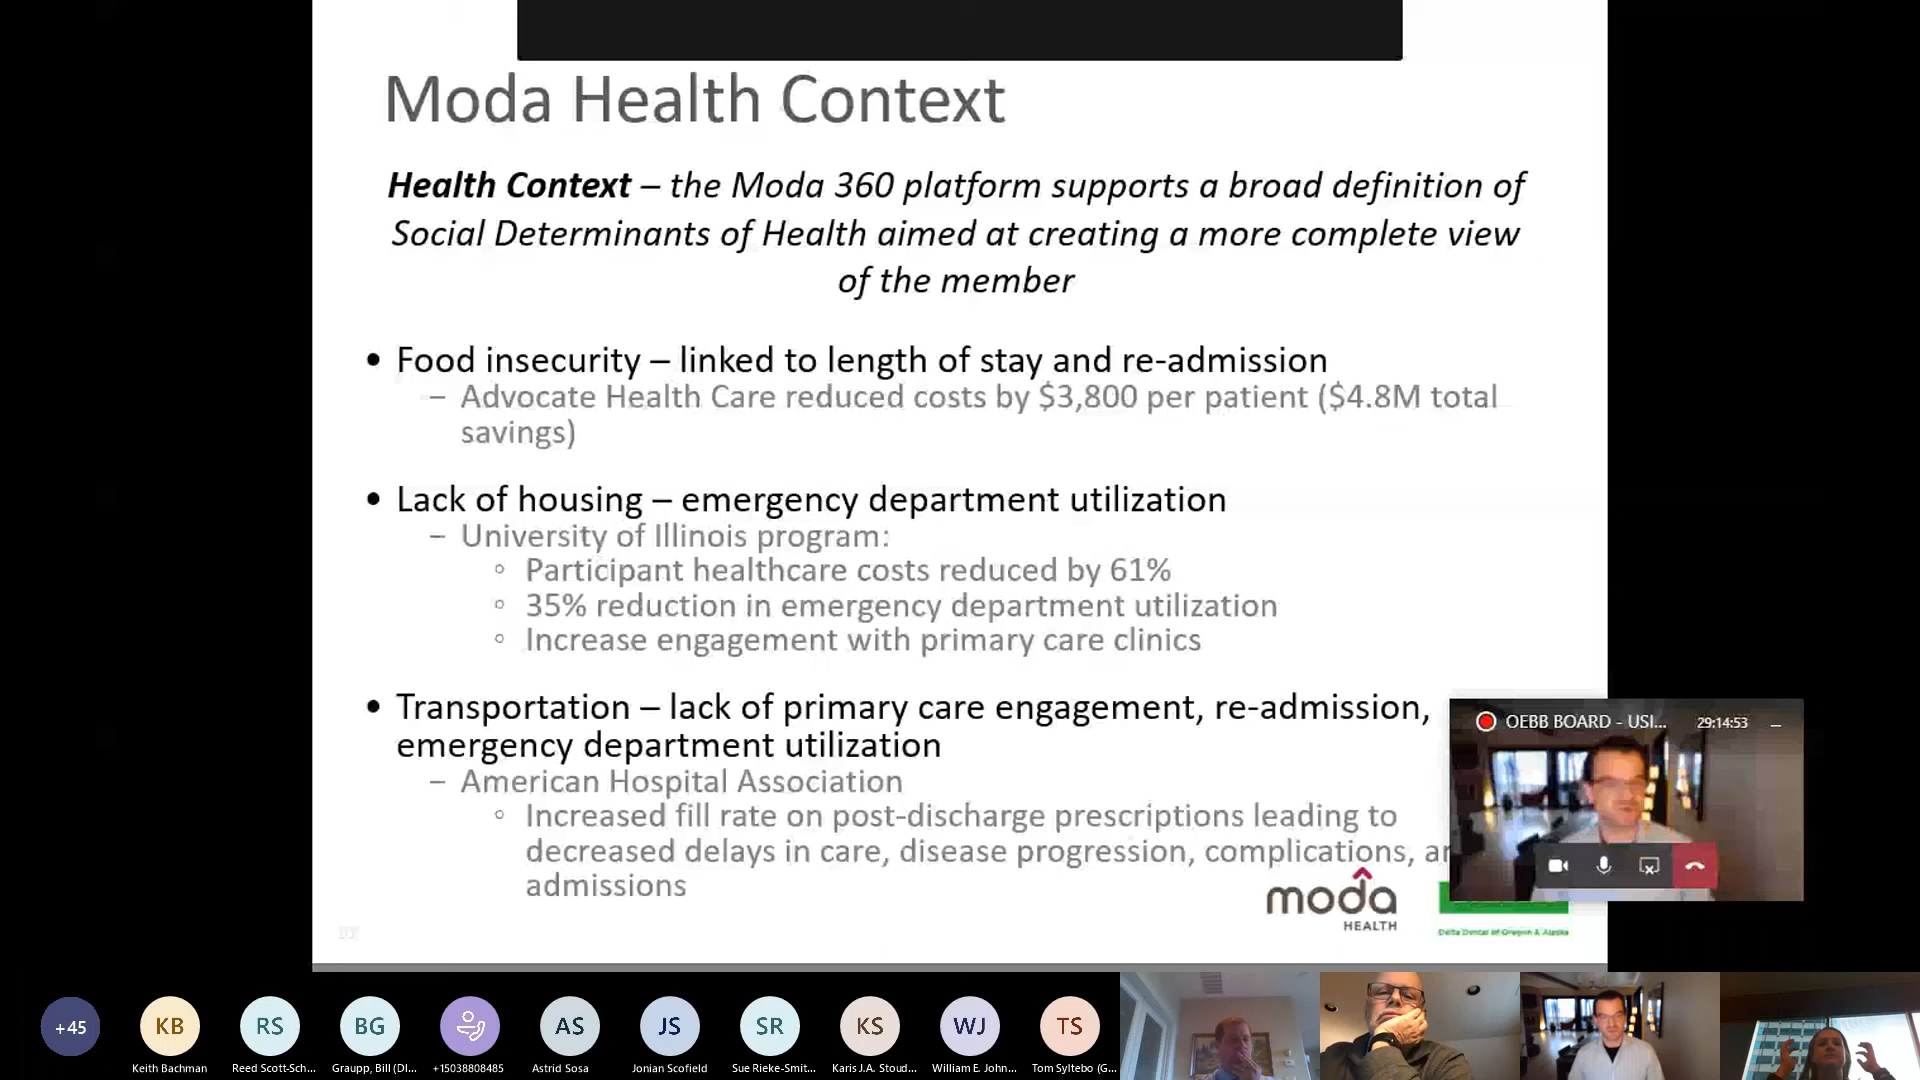 Moda Health Context
Health Context – the Moda 360 platform supports a broad definition of
Social Determinants of Health aimed at creating a more complete view
of the member
• Food insecurity – linked to length of stay and re-admission
– Advocate Health Care reduced costs by $3,800 per patient ($4.8M total
savings)
• Lack of housing – emergency department utilization
– University of Illinois program:
◦ Participant healthcare costs reduced by 61%
◦ 35% reduction in emergency department utilization
◦ Increase engagement with primary care clinics
• Transportation – lack of primary care engagement, re-admission,
emergency department utilization
– American Hospital Association
◦ Increased fill rate on post-discharge prescriptions leading to
decreased delays in care, disease progression, complications,
admissions
OEBB BOARD - USI... 29:14:53
moda
HEALTH
Delta Dental of Oregon & Alaska
+45
KB
RS
BG
AS
JS
SR
KS
WJ
TS
Keith Bachman
Reed Scott-Sch...
Graupp, Bill (DI...
+15038808485
Astrid Sosa
Jonian Scofield
Sue Rieke-Smit...
Karis J.A. Stoud...
William E. John...
Tom Syltebo (G...